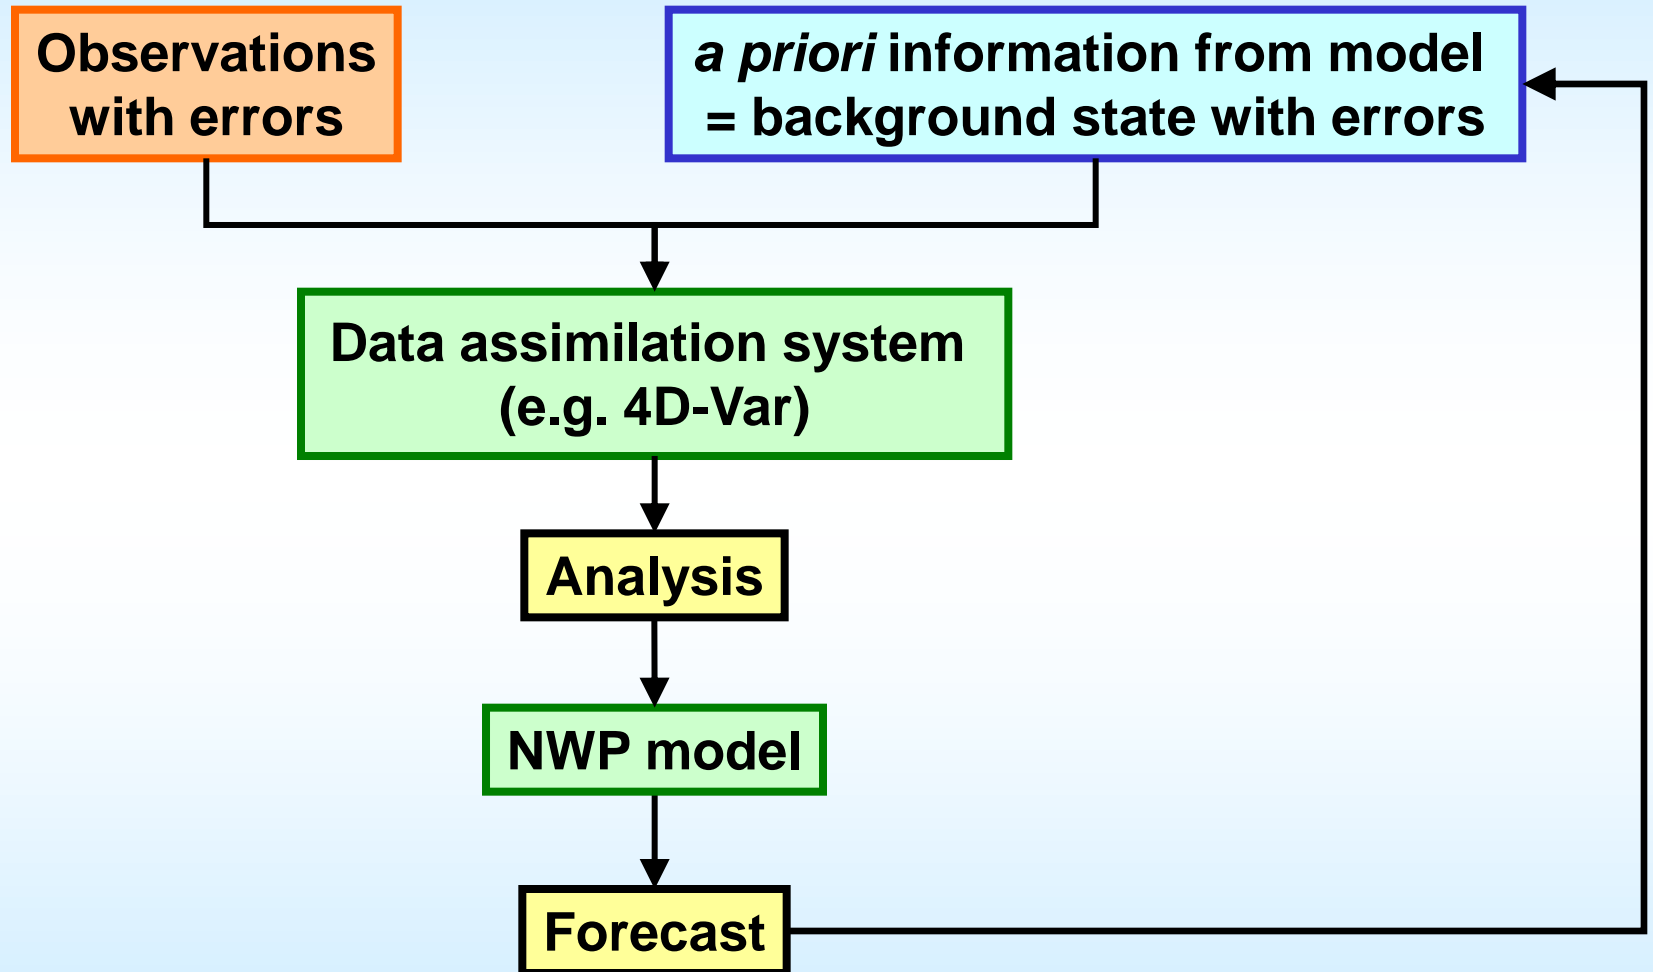 Observations
with errors
a priori information from model
= background state with errors
Data assimilation system
(e.g. 4D-Var)
Analysis
NWP model
Forecast